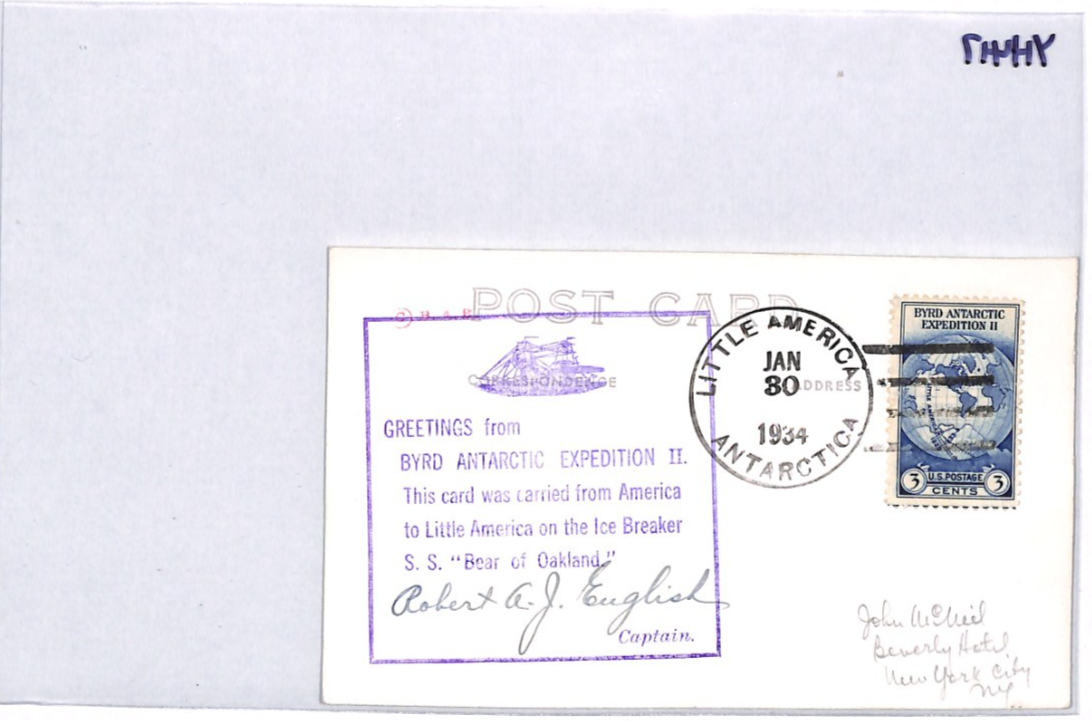 POST CARD
CORRESPONDENCE
GREETINGS from
BYRD ANTARCTIC EXPEDITION II.
This card was carried from America
to Little America on the Ice Breaker
S. S. "Bear of Oakland."
Robert A. J. English
Captain.
LITTLE AMERICA
JAN
30
1934
ANTARCTICA
ADDRESS
BYRD ANTARCTIC
EXPEDITION II
LITTLE AMERICA
3 U.S. POSTAGE 3
CENTS
John McNeil
Beverly Hotel
New York City
NY